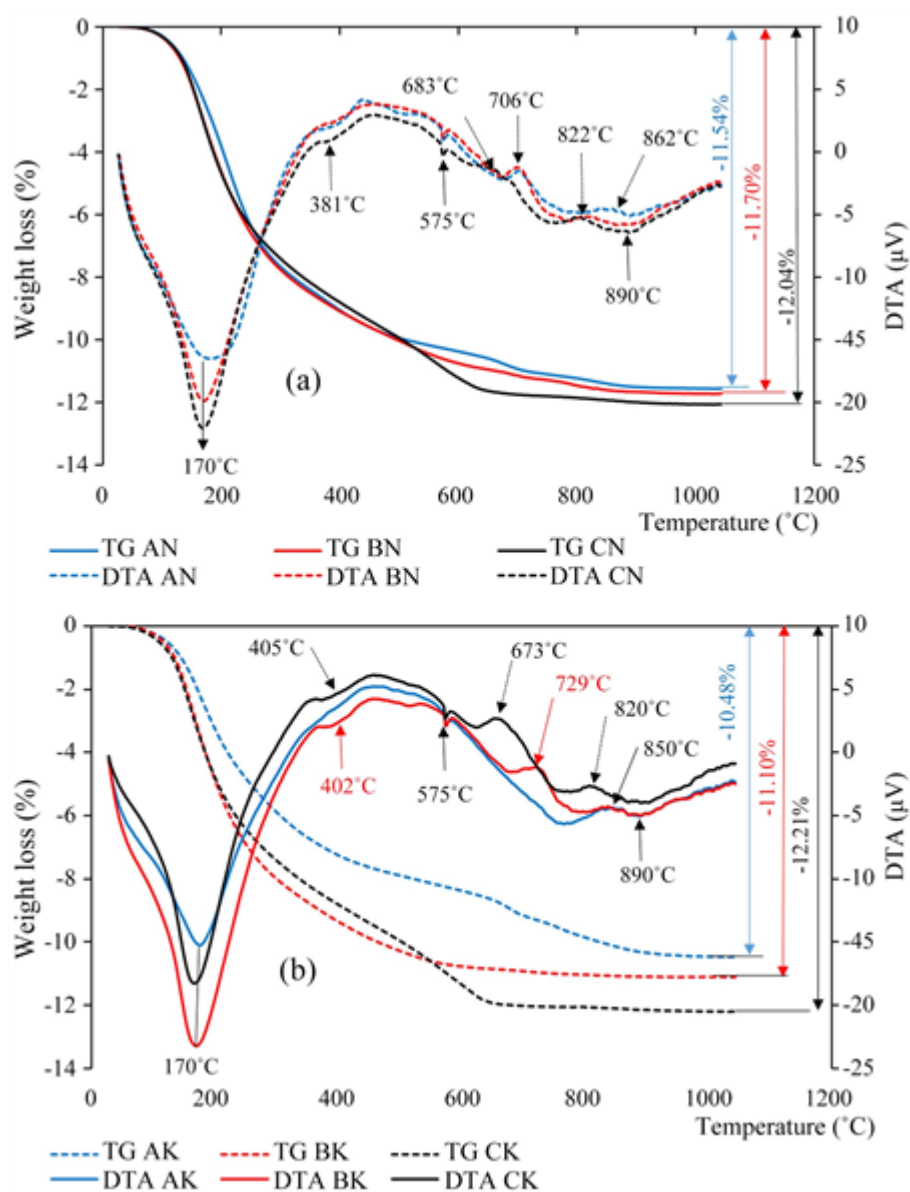 0 10
-2 5
-4 0
-6 -5
-8 -10
-10 -45
-12 -20
-14 -25
Weight loss (%)
DTA (µV)
683˚C 706˚C 822˚C 862˚C
381˚C 575˚C 890˚C
170˚C
-11.54%
-11.70%
-12.04%
(a)
0 200 400 600 800 1000 1200
Temperature (˚C)
TG AN TG BN TG CN
DTA AN DTA BN DTA CN
0 10
-2 5
-4 0
-6 -5
-8 -10
-10 -45
-12 -20
-14 -25
Weight loss (%)
DTA (µV)
405˚C 673˚C
729˚C 820˚C
850˚C
402˚C 575˚C 890˚C
170˚C
-10.48%
-11.10%
-12.21%
(b)
0 200 400 600 800 1000 1200
Temperature (˚C)
TG AK TG BK TG CK
DTA AK DTA BK DTA CK